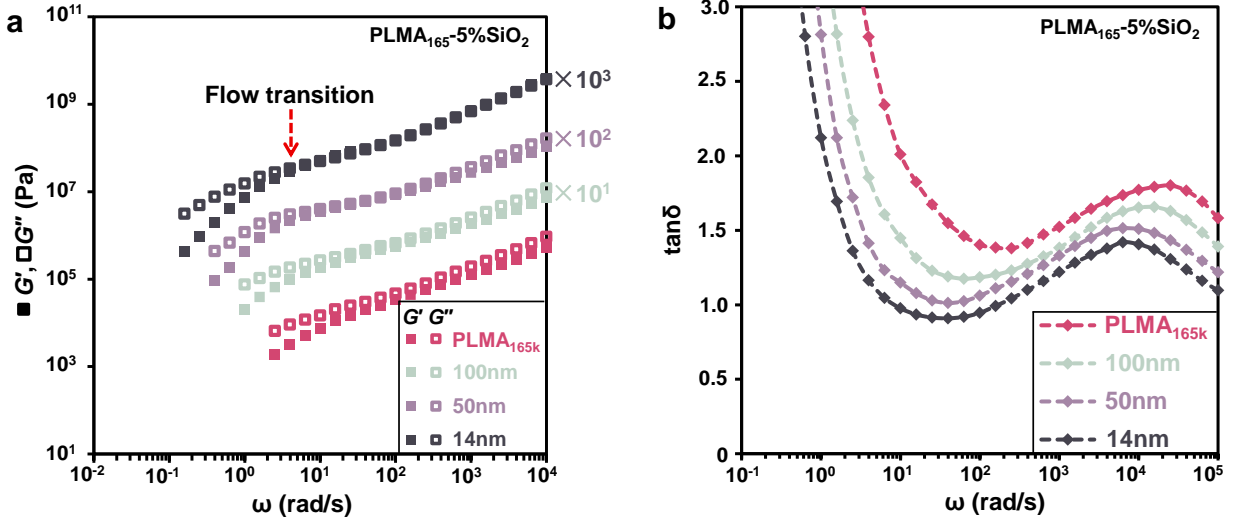 a
PLMA₁₆₅-5%SiO₂
Flow transition
×10³
×10²
×10¹
■ G′, □G″ (Pa)
10¹¹
10⁹
10⁷
10⁵
10³
10¹
G′ G″
PLMA₁₆₅ₖ
100nm
50nm
14nm
10⁻² 10⁻¹ 10⁰ 10¹ 10² 10³ 10⁴
ω (rad/s)
b
PLMA₁₆₅-5%SiO₂
tanδ
3.0
2.5
2.0
1.5
1.0
0.5
0
PLMA₁₆₅ₖ
100nm
50nm
14nm
10⁻¹ 10⁰ 10¹ 10² 10³ 10⁴ 10⁵
ω (rad/s)